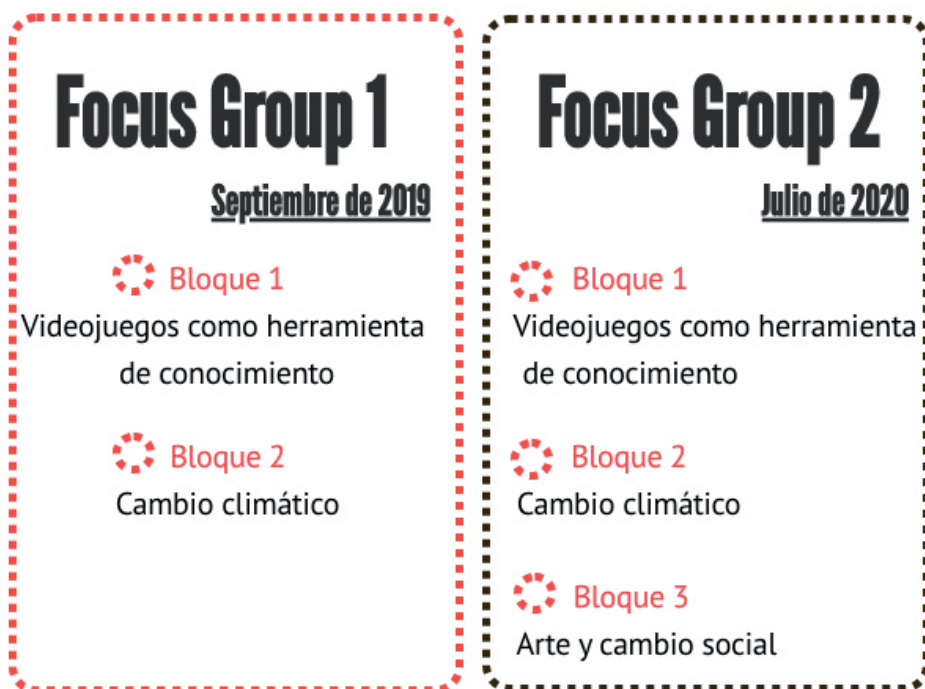 Focus Group 1
Septiembre de 2019
Bloque 1
Videojuegos como herramienta
de conocimiento
Bloque 2
Cambio climático
Focus Group 2
Julio de 2020
Bloque 1
Videojuegos como herramienta
de conocimiento
Bloque 2
Cambio climático
Bloque 3
Arte y cambio social